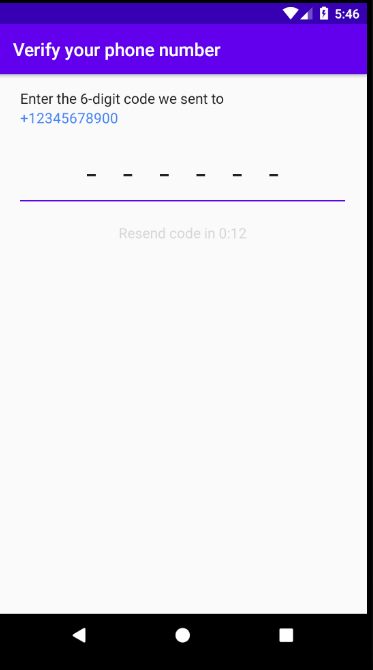 5:46
Verify your phone number
Enter the 6-digit code we sent to
+12345678900
- - - - - -
Resend code in 0:12